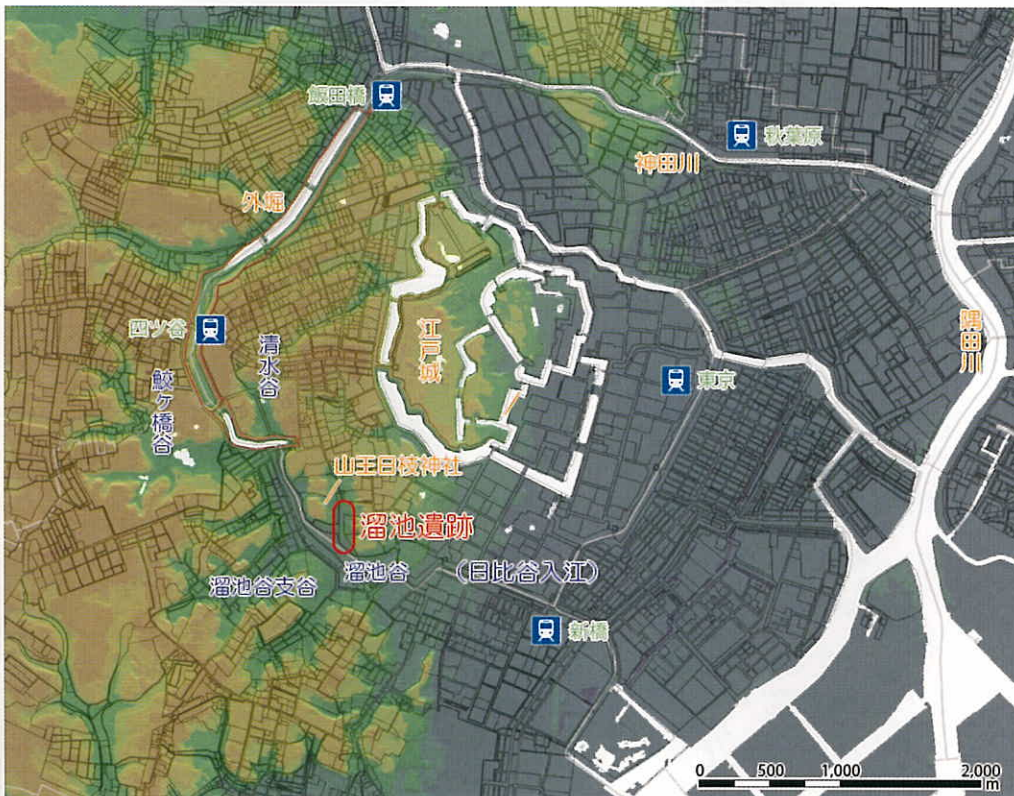 飯田橋
秋葉原
神田川
外堀
四ツ谷
清水谷
江戸城
隅田川
東京
鮫ヶ橋谷
山王日枝神社
溜池遺跡
溜池谷支谷
溜池谷
(日比谷入江)
新橋
0 500 1,000 2,000
m